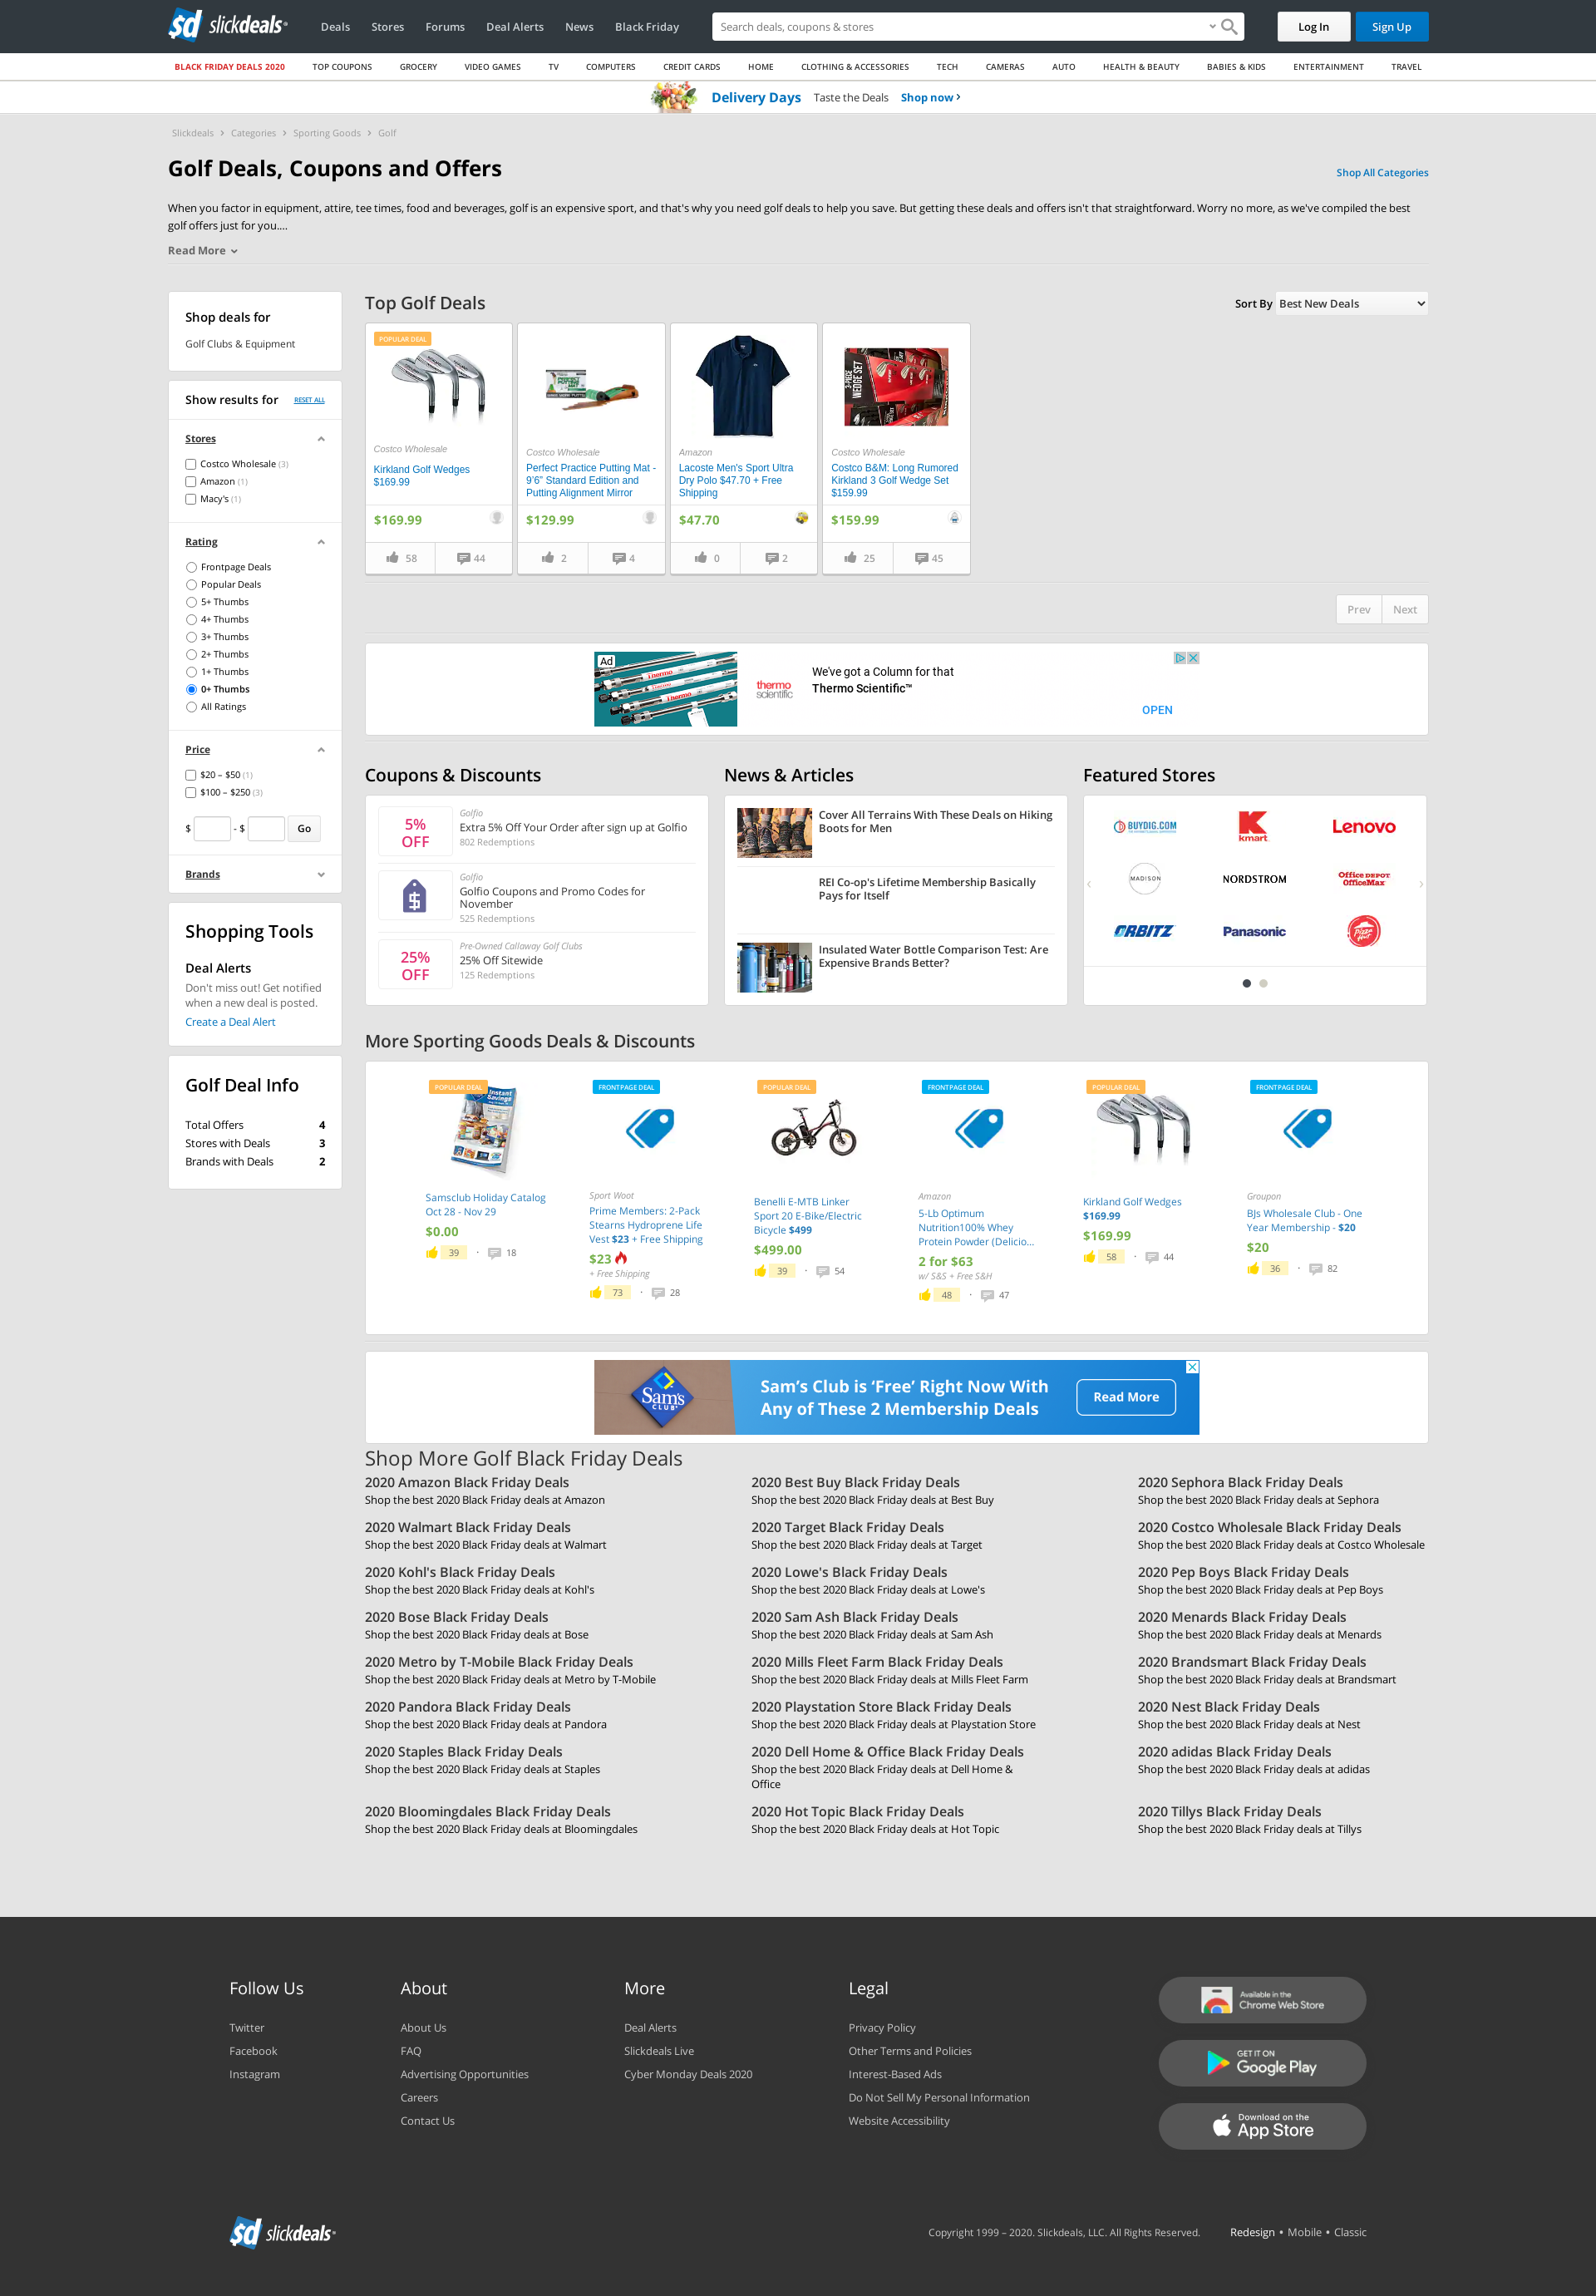 sd slickdeals
Deals Stores Forums Deal Alerts News Black Friday
Search deals, coupons & stores
Log In
Sign Up
BLACK FRIDAY DEALS 2020 TOP COUPONS GROCERY VIDEO GAMES TV COMPUTERS CREDIT CARDS HOME CLOTHING & ACCESSORIES TECH CAMERAS AUTO HEALTH & BEAUTY BABIES & KIDS ENTERTAINMENT TRAVEL
Delivery Days Taste the Deals Shop now ›
Slickdeals › Categories › Sporting Goods › Golf
Golf Deals, Coupons and Offers
Shop All Categories
When you factor in equipment, attire, tee times, food and beverages, golf is an expensive sport, and that's why you need golf deals to help you save. But getting these deals and offers isn't that straightforward. Worry no more, as we've compiled the best
golf offers just for you....
Read More
Shop deals for
Golf Clubs & Equipment
Show results for RESET ALL
Stores
Costco Wholesale (3)
Amazon (1)
Macy's (1)
Rating
Frontpage Deals
Popular Deals
5+ Thumbs
4+ Thumbs
3+ Thumbs
2+ Thumbs
1+ Thumbs
0+ Thumbs
All Ratings
Price
$20 – $50 (1)
$100 – $250 (3)
$ - $ Go
Brands
Shopping Tools
Deal Alerts
Don't miss out! Get notified
when a new deal is posted.
Create a Deal Alert
Golf Deal Info
Total Offers 4
Stores with Deals 3
Brands with Deals 2
Top Golf Deals
Sort By Best New Deals
POPULAR DEAL
Costco Wholesale
Kirkland Golf Wedges
$169.99
$169.99
58 44
PERFECT PRACTICE
Costco Wholesale
Perfect Practice Putting Mat -
9'6" Standard Edition and
Putting Alignment Mirror
$129.99
2 4
Amazon
Lacoste Men's Sport Ultra
Dry Polo $47.70 + Free
Shipping
$47.70
0 2
3-PIECE
WEDGE SET
Costco Wholesale
Costco B&M: Long Rumored
Kirkland 3 Golf Wedge Set
$159.99
$159.99
25 45
Prev Next
Ad
Thermo
Thermo
Thermo
thermo
scientific
We've got a Column for that
Thermo Scientific™
OPEN
Coupons & Discounts
5%
OFF
Golfio
Extra 5% Off Your Order after sign up at Golfio
802 Redemptions
$
Golfio
Golfio Coupons and Promo Codes for
November
525 Redemptions
25%
OFF
Pre-Owned Callaway Golf Clubs
25% Off Sitewide
125 Redemptions
News & Articles
Cover All Terrains With These Deals on Hiking
Boots for Men
REI Co-op's Lifetime Membership Basically
Pays for Itself
Insulated Water Bottle Comparison Test: Are
Expensive Brands Better?
Featured Stores
BUYDIG.COM
K
kmart
Lenovo
MADISON
NORDSTROM
Office DEPOT
OfficeMax
ORBITZ
Panasonic
Pizza
Hut
More Sporting Goods Deals & Discounts
POPULAR DEAL
Instant
Savings
Samsclub Holiday Catalog
Oct 28 - Nov 29
$0.00
39 · 18
FRONTPAGE DEAL
Sport Woot
Prime Members: 2-Pack
Stearns Hydroprene Life
Vest $23 + Free Shipping
$23
+ Free Shipping
73 · 28
POPULAR DEAL
Benelli E-MTB Linker
Sport 20 E-Bike/Electric
Bicycle $499
$499.00
39 · 54
FRONTPAGE DEAL
Amazon
5-Lb Optimum
Nutrition100% Whey
Protein Powder (Delicio...
2 for $63
w/ S&S + Free S&H
48 · 47
POPULAR DEAL
Kirkland Golf Wedges
$169.99
$169.99
58 · 44
FRONTPAGE DEAL
Groupon
BJs Wholesale Club - One
Year Membership - $20
$20
36 · 82
Sam's
CLUB
Sam's Club is ‘Free’ Right Now With
Any of These 2 Membership Deals
Read More
Shop More Golf Black Friday Deals
2020 Amazon Black Friday Deals
Shop the best 2020 Black Friday deals at Amazon
2020 Best Buy Black Friday Deals
Shop the best 2020 Black Friday deals at Best Buy
2020 Sephora Black Friday Deals
Shop the best 2020 Black Friday deals at Sephora
2020 Walmart Black Friday Deals
Shop the best 2020 Black Friday deals at Walmart
2020 Target Black Friday Deals
Shop the best 2020 Black Friday deals at Target
2020 Costco Wholesale Black Friday Deals
Shop the best 2020 Black Friday deals at Costco Wholesale
2020 Kohl's Black Friday Deals
Shop the best 2020 Black Friday deals at Kohl's
2020 Lowe's Black Friday Deals
Shop the best 2020 Black Friday deals at Lowe's
2020 Pep Boys Black Friday Deals
Shop the best 2020 Black Friday deals at Pep Boys
2020 Bose Black Friday Deals
Shop the best 2020 Black Friday deals at Bose
2020 Sam Ash Black Friday Deals
Shop the best 2020 Black Friday deals at Sam Ash
2020 Menards Black Friday Deals
Shop the best 2020 Black Friday deals at Menards
2020 Metro by T-Mobile Black Friday Deals
Shop the best 2020 Black Friday deals at Metro by T-Mobile
2020 Mills Fleet Farm Black Friday Deals
Shop the best 2020 Black Friday deals at Mills Fleet Farm
2020 Brandsmart Black Friday Deals
Shop the best 2020 Black Friday deals at Brandsmart
2020 Pandora Black Friday Deals
Shop the best 2020 Black Friday deals at Pandora
2020 Playstation Store Black Friday Deals
Shop the best 2020 Black Friday deals at Playstation Store
2020 Nest Black Friday Deals
Shop the best 2020 Black Friday deals at Nest
2020 Staples Black Friday Deals
Shop the best 2020 Black Friday deals at Staples
2020 Dell Home & Office Black Friday Deals
Shop the best 2020 Black Friday deals at Dell Home &
Office
2020 adidas Black Friday Deals
Shop the best 2020 Black Friday deals at adidas
2020 Bloomingdales Black Friday Deals
Shop the best 2020 Black Friday deals at Bloomingdales
2020 Hot Topic Black Friday Deals
Shop the best 2020 Black Friday deals at Hot Topic
2020 Tillys Black Friday Deals
Shop the best 2020 Black Friday deals at Tillys
Follow Us
Twitter
Facebook
Instagram
About
About Us
FAQ
Advertising Opportunities
Careers
Contact Us
More
Deal Alerts
Slickdeals Live
Cyber Monday Deals 2020
Legal
Privacy Policy
Other Terms and Policies
Interest-Based Ads
Do Not Sell My Personal Information
Website Accessibility
Available in the
Chrome Web Store
GET IT ON
Google Play
Download on the
App Store
sd slickdeals
Copyright 1999 – 2020. Slickdeals, LLC. All Rights Reserved.
Redesign • Mobile • Classic